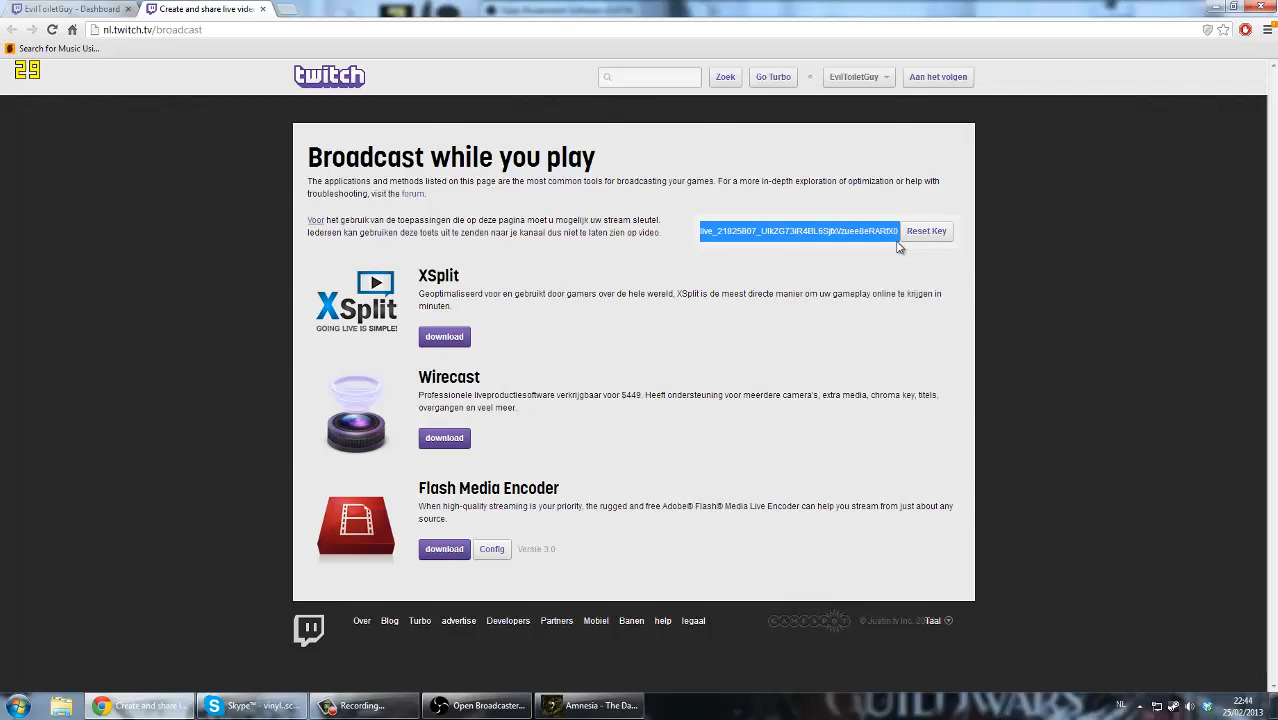 EvilToiletGuy - Dashboard
Create and share live vide
nl.twitch.tv/broadcast
Search for Music Usi...
29
twitch
Zoek
Go Turbo
EvilToiletGuy
Aan het volgen
Broadcast while you play
The applications and methods listed on this page are the most common tools for broadcasting your games. For a more in-depth exploration of optimization or help with
troubleshooting, visit the forum.
Voor het gebruik van de toepassingen die op deze pagina moet u mogelijk uw stream sleutel.
Iedereen kan gebruiken deze toets uit te zenden naar je kanaal dus niet te laten zien op video.
Reset Key
XSplit
GOING LIVE IS SIMPLE!
XSplit
Geoptimaliseerd voor en gebruikt door gamers over de hele wereld, XSplit is de meest directe manier om uw gameplay online te krijgen in
minuten.
download
Wirecast
Professionele liveproductiesoftware verkrijgbaar voor $449. Heeft ondersteuning voor meerdere camera's, extra media, chroma key, titels,
overgangen en veel meer.
download
Flash Media Encoder
When high-quality streaming is your priority, the rugged and free Adobe® Flash® Media Live Encoder can help you stream from just about any
source.
download
Config
Versie 3.0
Over
Blog
Turbo
advertise
Developers
Partners
Mobiel
Banen
help
legaal
GAMESPOT
© Justin.tv Inc. 20
Taal
Create and share l...
Skype™ - vinyl.sc...
Recording...
Open Broadcaster...
Amnesia - The Da...
NL
22:44
25/02/2013